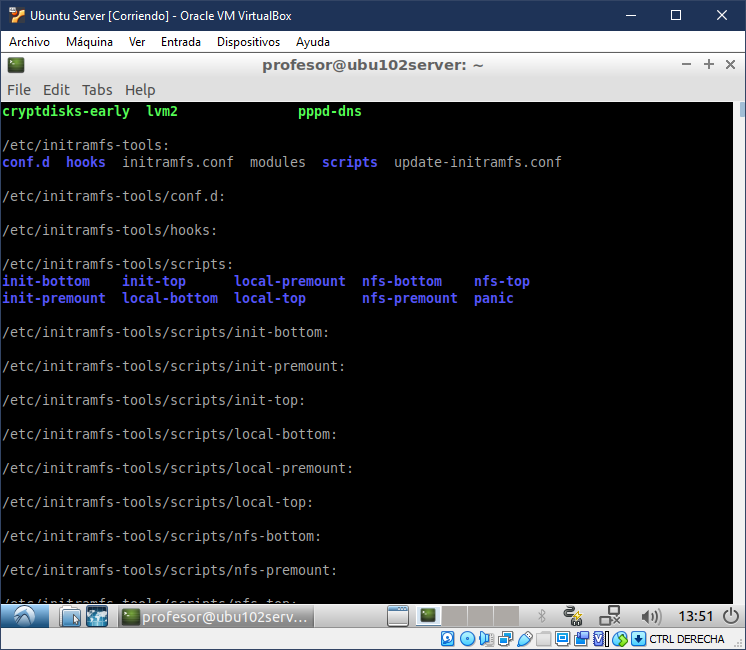 Ubuntu Server [Corriendo] - Oracle VM VirtualBox
Archivo Máquina Ver Entrada Dispositivos Ayuda
profesor@ubu102server: ~
File Edit Tabs Help
cryptdisks-early lvm2 pppd-dns
/etc/initramfs-tools:
conf.d hooks initramfs.conf modules scripts update-initramfs.conf
/etc/initramfs-tools/conf.d:
/etc/initramfs-tools/hooks:
/etc/initramfs-tools/scripts:
init-bottom init-top local-premount nfs-bottom nfs-top
init-premount local-bottom local-top nfs-premount panic
/etc/initramfs-tools/scripts/init-bottom:
/etc/initramfs-tools/scripts/init-premount:
/etc/initramfs-tools/scripts/init-top:
/etc/initramfs-tools/scripts/local-bottom:
/etc/initramfs-tools/scripts/local-premount:
/etc/initramfs-tools/scripts/local-top:
/etc/initramfs-tools/scripts/nfs-bottom:
/etc/initramfs-tools/scripts/nfs-premount:
/etc/initramfs-tools/scripts/nfs-top:
profesor@ubu102serv... 13:51
CTRL DERECHA